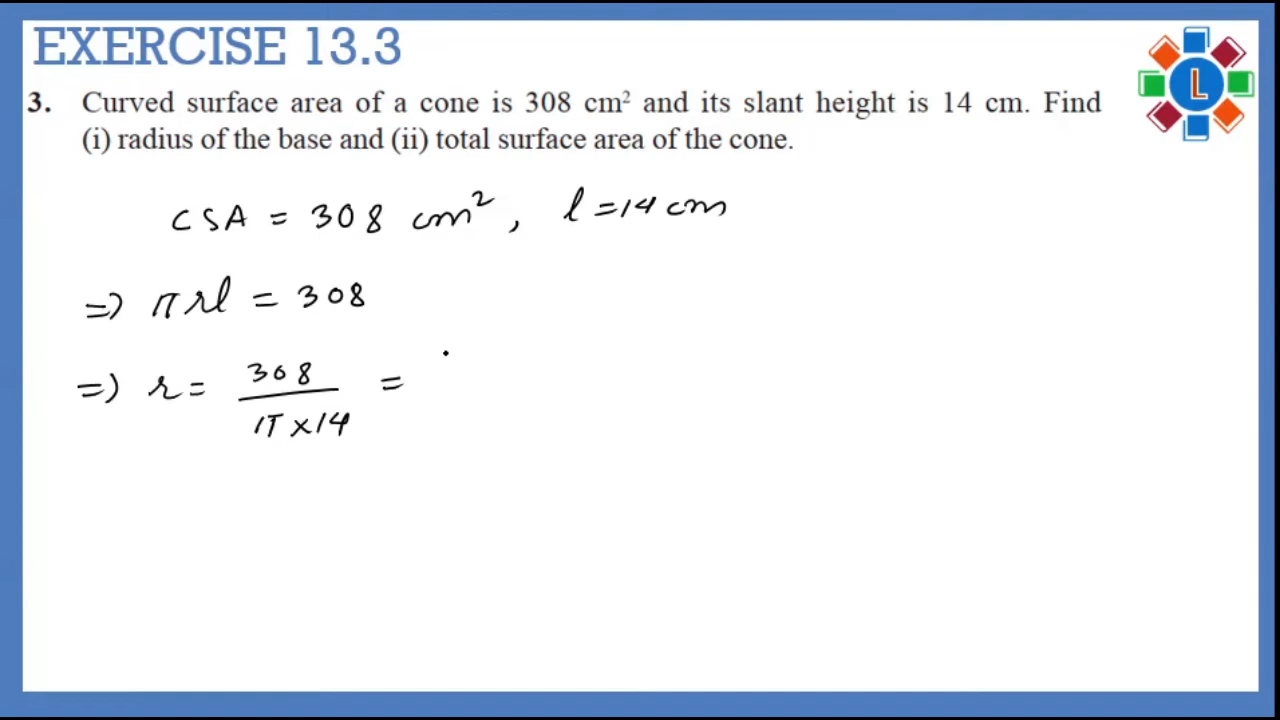 EXERCISE 13.3
L
3. Curved surface area of a cone is 308 cm² and its slant height is 14 cm. Find
(i) radius of the base and (ii) total surface area of the cone.
CSA = 308 cm², l = 14 cm
=> πrl = 308
=> r = 308 / π × 14 =